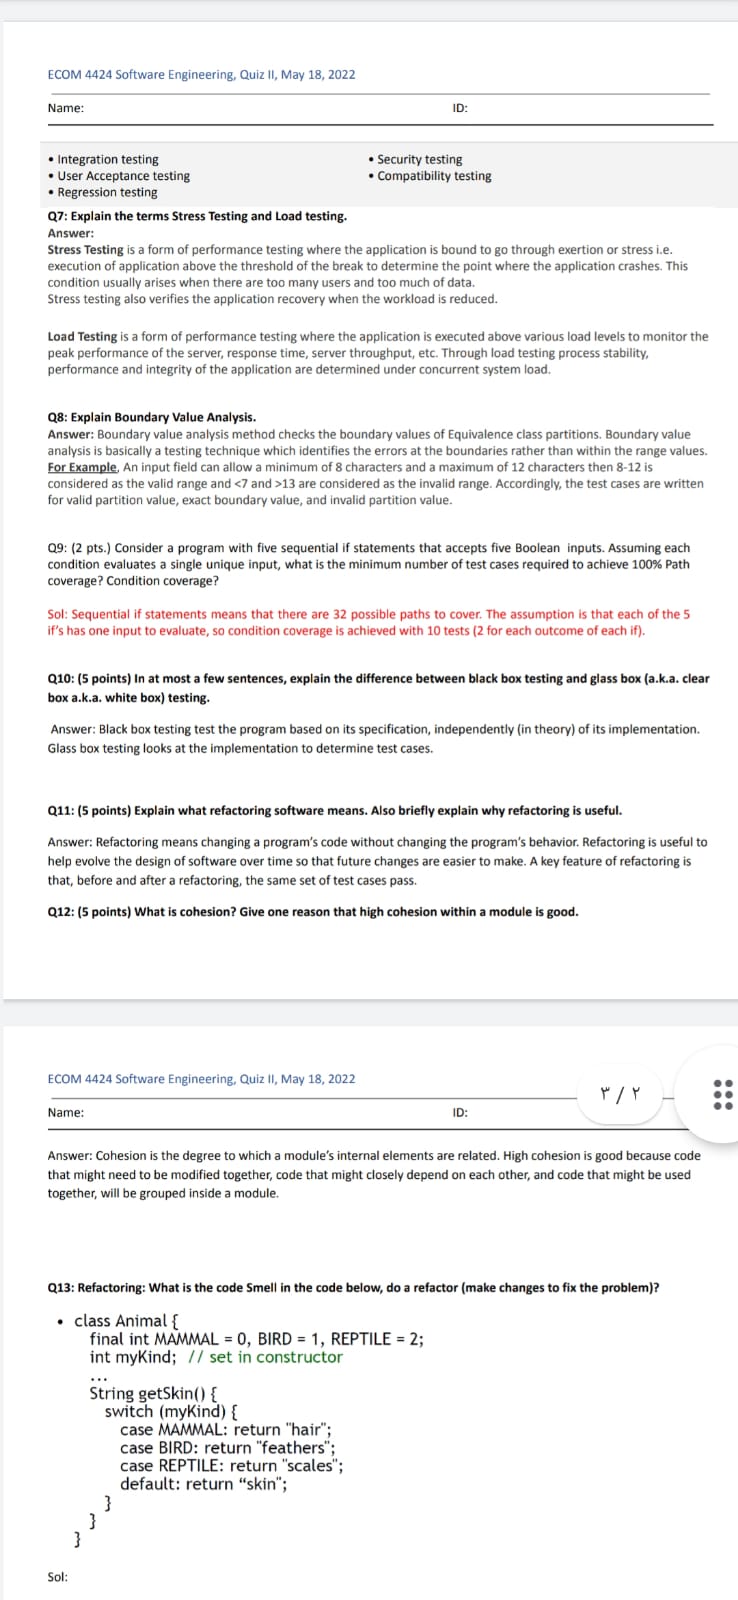 ECOM 4424 Software Engineering, Quiz II, May 18, 2022
Name: ID:
• Integration testing
• User Acceptance testing
• Regression testing
• Security testing
• Compatibility testing
Q7: Explain the terms Stress Testing and Load testing.
Answer:
Stress Testing is a form of performance testing where the application is bound to go through exertion or stress i.e.
execution of application above the threshold of the break to determine the point where the application crashes. This
condition usually arises when there are too many users and too much of data.
Stress testing also verifies the application recovery when the workload is reduced.
Load Testing is a form of performance testing where the application is executed above various load levels to monitor the
peak performance of the server, response time, server throughput, etc. Through load testing process stability,
performance and integrity of the application are determined under concurrent system load.
Q8: Explain Boundary Value Analysis.
Answer: Boundary value analysis method checks the boundary values of Equivalence class partitions. Boundary value
analysis is basically a testing technique which identifies the errors at the boundaries rather than within the range values.
For Example, An input field can allow a minimum of 8 characters and a maximum of 12 characters then 8-12 is
considered as the valid range and <7 and >13 are considered as the invalid range. Accordingly, the test cases are written
for valid partition value, exact boundary value, and invalid partition value.
Q9: (2 pts.) Consider a program with five sequential if statements that accepts five Boolean inputs. Assuming each
condition evaluates a single unique input, what is the minimum number of test cases required to achieve 100% Path
coverage? Condition coverage?
Sol: Sequential if statements means that there are 32 possible paths to cover. The assumption is that each of the 5
if's has one input to evaluate, so condition coverage is achieved with 10 tests (2 for each outcome of each if).
Q10: (5 points) In at most a few sentences, explain the difference between black box testing and glass box (a.k.a. clear
box a.k.a. white box) testing.
Answer: Black box testing test the program based on its specification, independently (in theory) of its implementation.
Glass box testing looks at the implementation to determine test cases.
Q11: (5 points) Explain what refactoring software means. Also briefly explain why refactoring is useful.
Answer: Refactoring means changing a program's code without changing the program's behavior. Refactoring is useful to
help evolve the design of software over time so that future changes are easier to make. A key feature of refactoring is
that, before and after a refactoring, the same set of test cases pass.
Q12: (5 points) What is cohesion? Give one reason that high cohesion within a module is good.
ECOM 4424 Software Engineering, Quiz II, May 18, 2022
٣ / ٢
Name: ID:
Answer: Cohesion is the degree to which a module's internal elements are related. High cohesion is good because code
that might need to be modified together, code that might closely depend on each other, and code that might be used
together, will be grouped inside a module.
Q13: Refactoring: What is the code Smell in the code below, do a refactor (make changes to fix the problem)?
• class Animal {
final int MAMMAL = 0, BIRD = 1, REPTILE = 2;
int myKind; // set in constructor
...
String getSkin() {
switch (myKind) {
case MAMMAL: return "hair";
case BIRD: return "feathers";
case REPTILE: return "scales";
default: return “skin";
}
}
}
Sol: